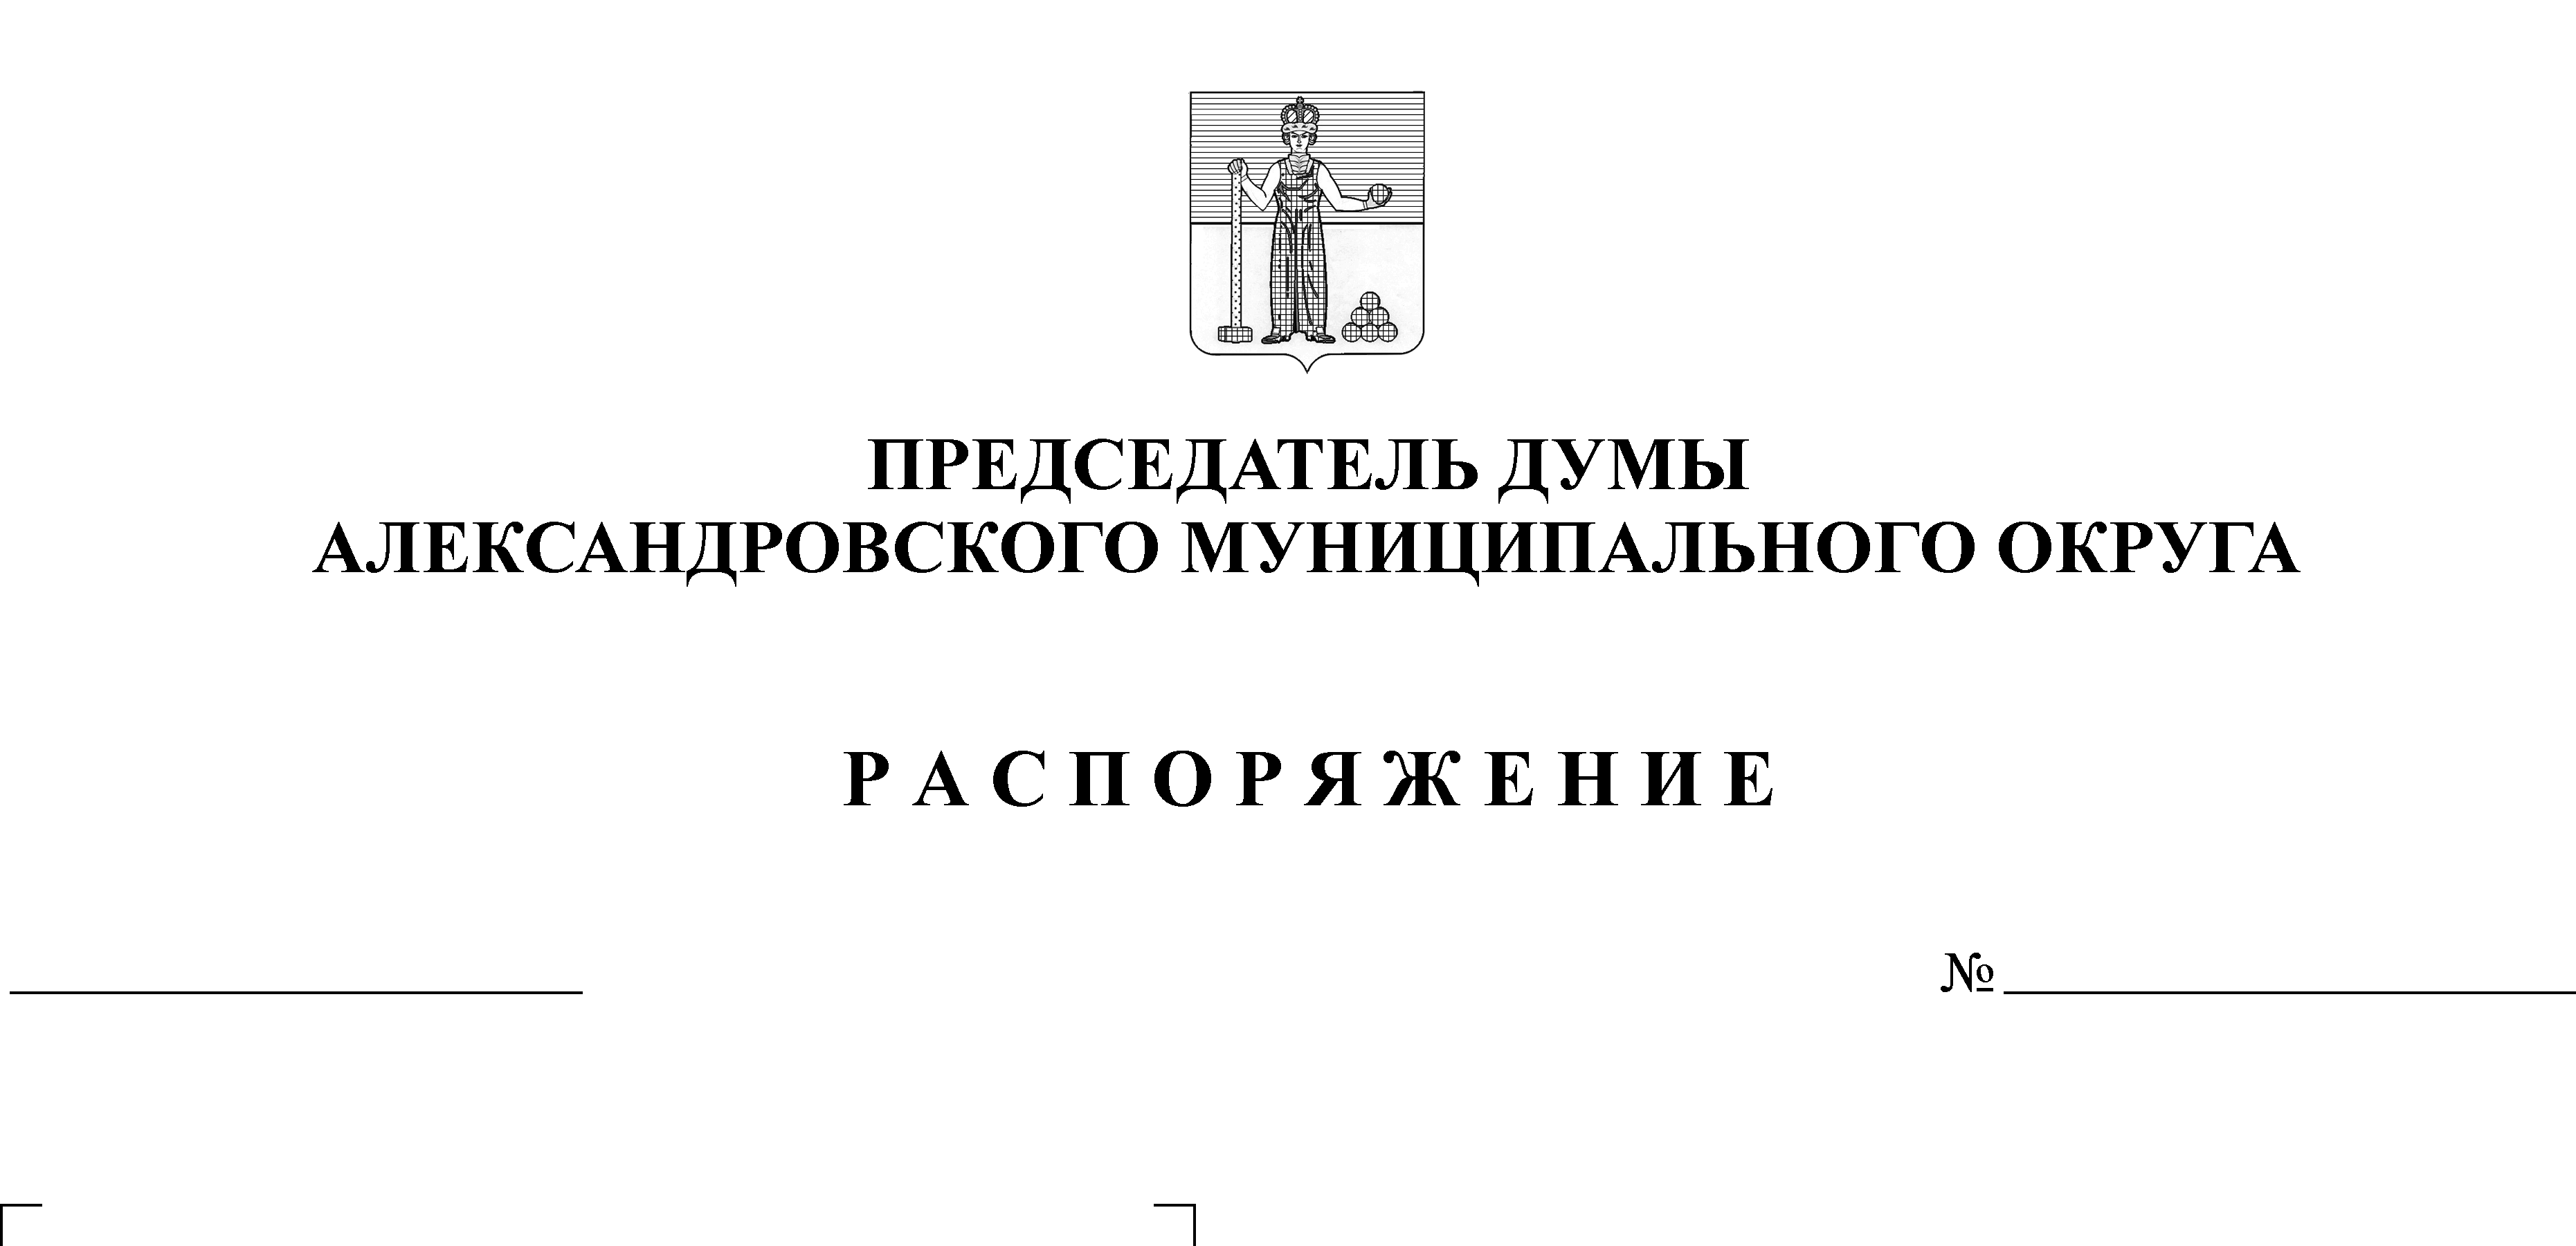 ПРЕДСЕДАТЕЛЬ ДУМЫ
АЛЕКСАНДРОВСКОГО МУНИЦИПАЛЬНОГО ОКРУГА
Р А С П О Р Я Ж Е Н И Е
№